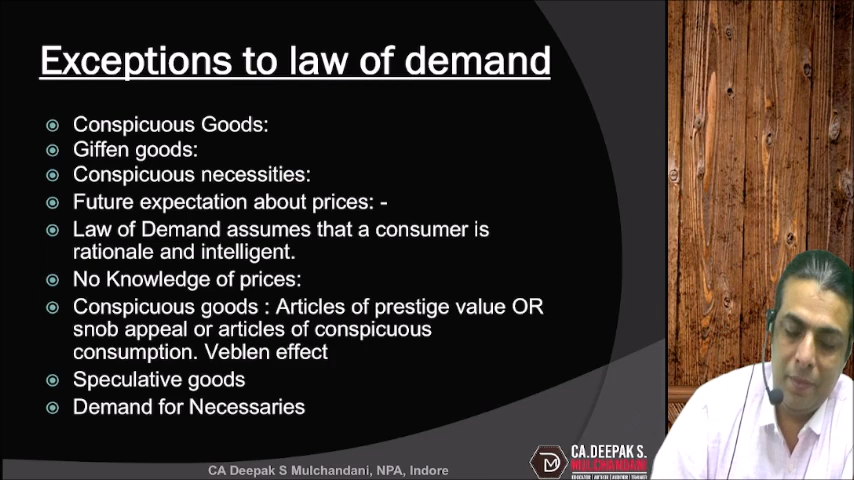 Exceptions to law of demand
Conspicuous Goods:
Giffen goods:
Conspicuous necessities:
Future expectation about prices: -
Law of Demand assumes that a consumer is
rationale and intelligent.
No Knowledge of prices:
Conspicuous goods : Articles of prestige value OR
snob appeal or articles of conspicuous
consumption. Veblen effect
Speculative goods
Demand for Necessaries
CA Deepak S Mulchandani, NPA, Indore
CA.DEEPAK S.
MULCHANDANI